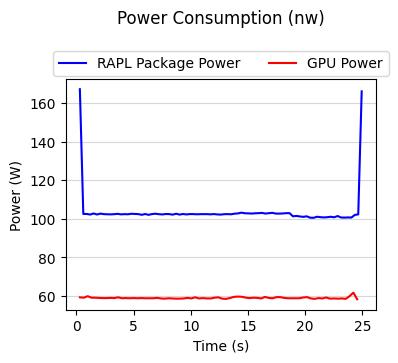 Power Consumption (nw)
RAPL Package Power
GPU Power
160
140
120
100
80
60
Power (W)
0
5
10
15
20
25
Time (s)